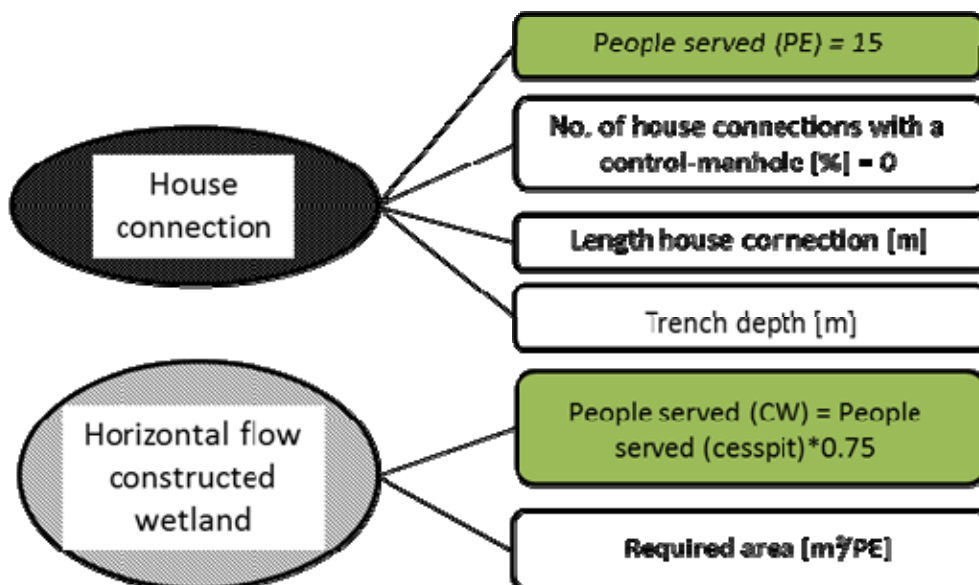 People served (PE) = 15
No. of house connections with a
control-manhole [%] = 0
House
connection
Length house connection [m]
Trench depth [m]
People served (CW) = People
served (cesspit)*0.75
Horizontal flow
constructed
wetland
Required area [m²/PE]